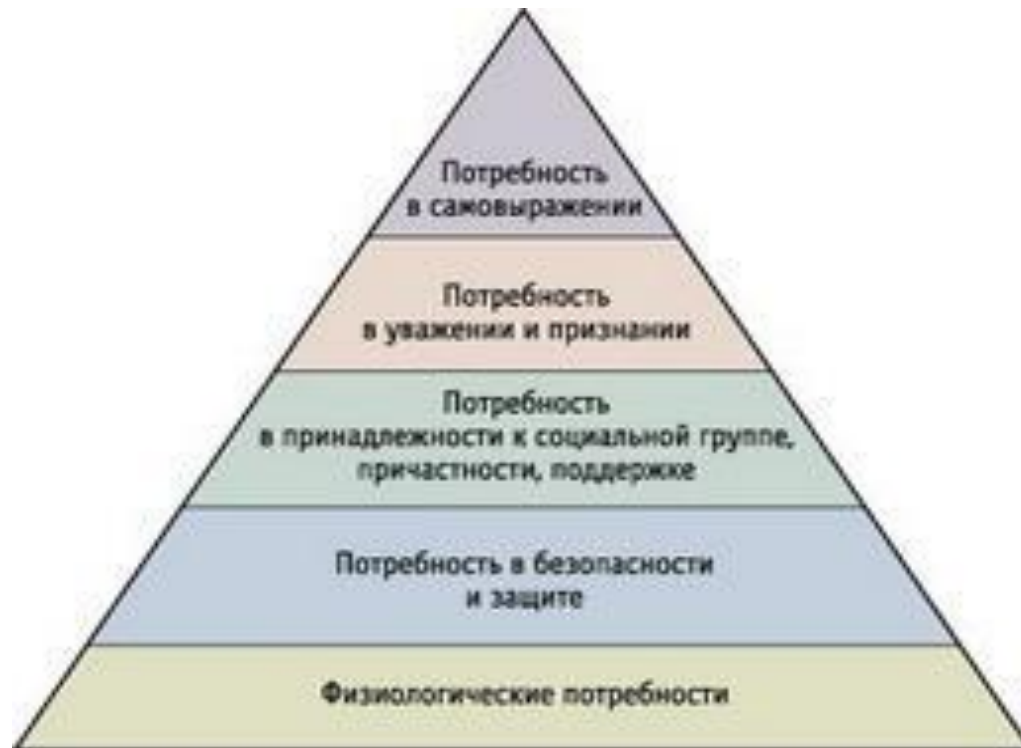 Потребность
в самовыражении
Потребность
в уважении и признании
Потребность
в принадлежности к социальной группе,
причастности, поддержке
Потребность в безопасности
и защите
Физиологические потребности